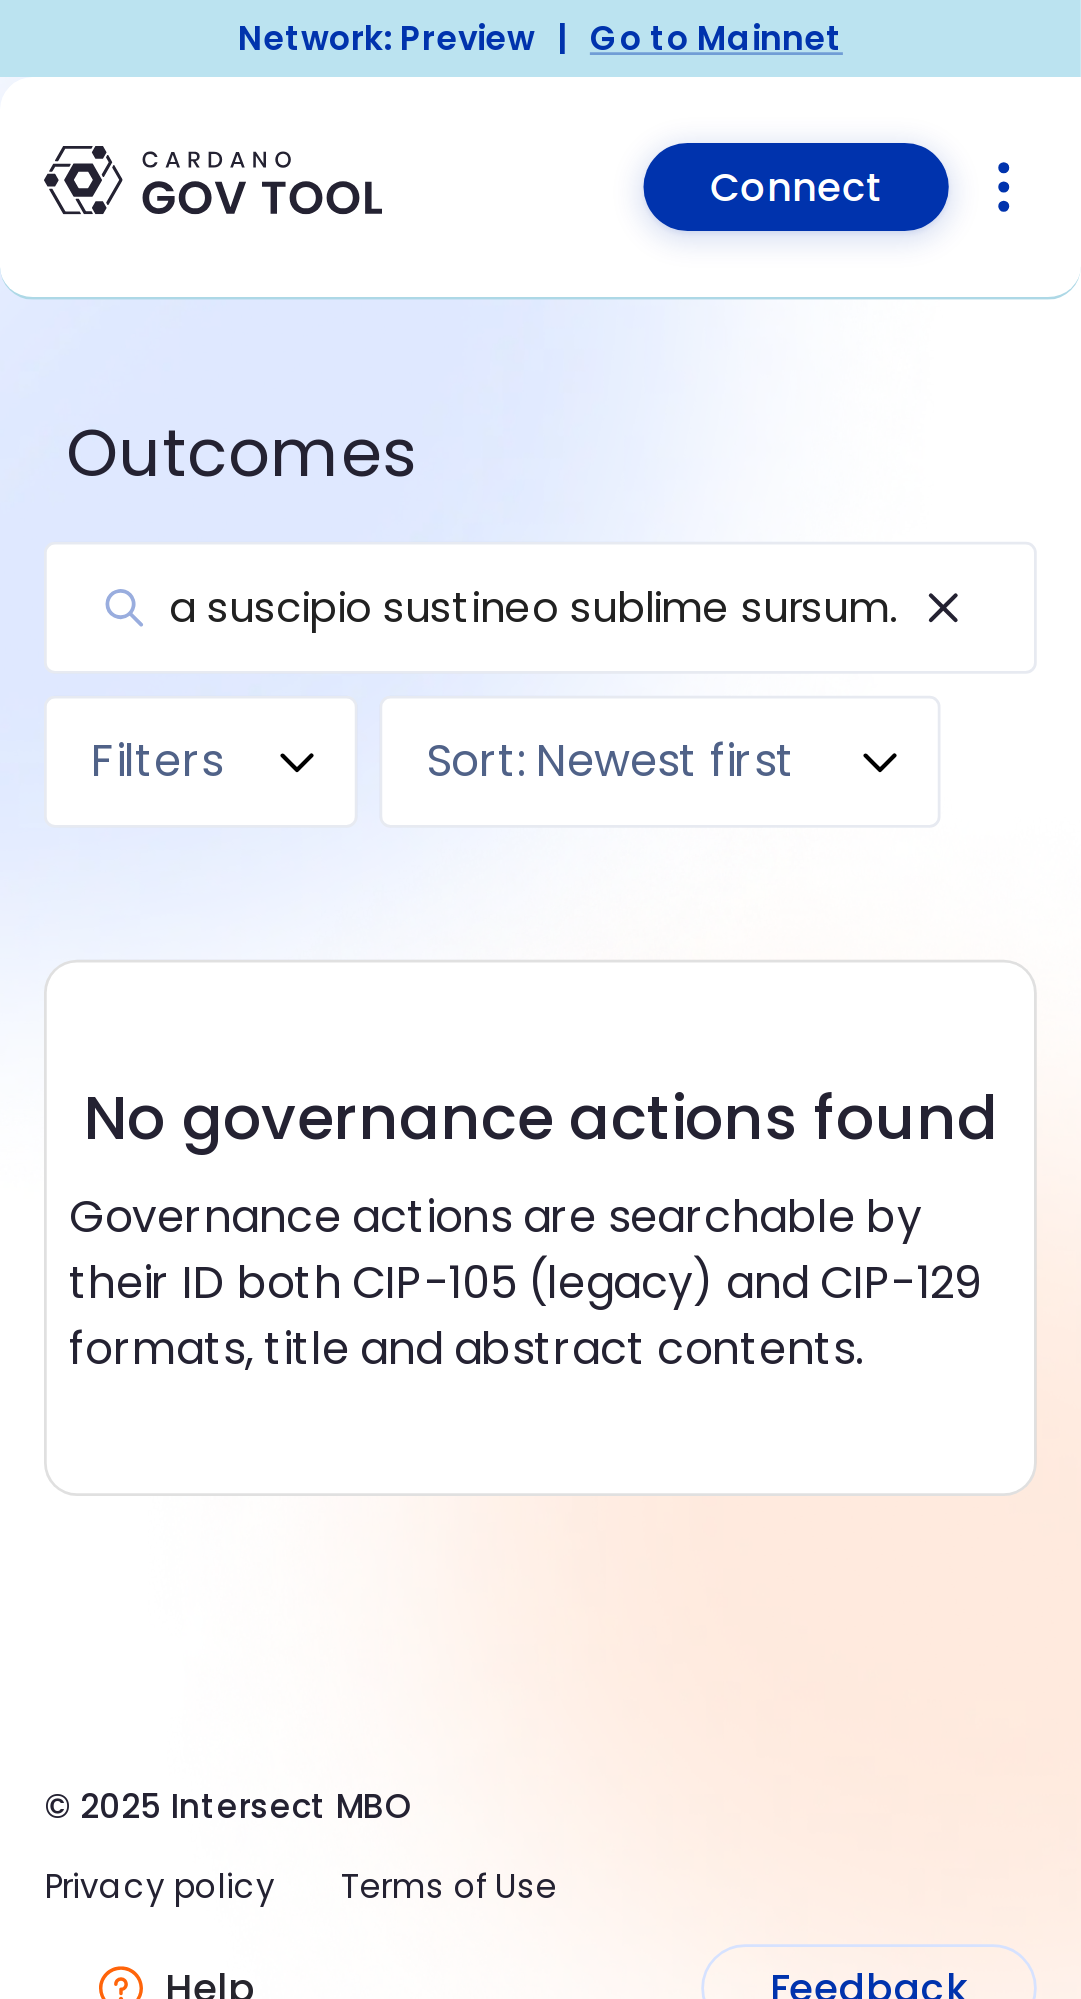 Network: Preview | Go to Mainnet
CARDANO
GOV TOOL
Connect
Outcomes
a suscipio sustineo sublime sursum.
Filters
Sort: Newest first
No governance actions found
Governance actions are searchable by
their ID both CIP-105 (legacy) and CIP-129
formats, title and abstract contents.
© 2025 Intersect MBO
Privacy policy Terms of Use
Help
Feedback